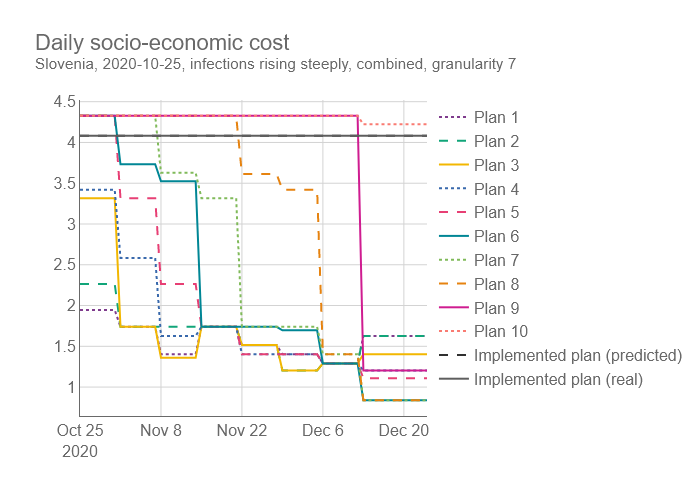 Daily socio-economic cost
Slovenia, 2020-10-25, infections rising steeply, combined, granularity 7
4.5
4
3.5
3
2.5
2
1.5
1
Oct 25
2020
Nov 8
Nov 22
Dec 6
Dec 20
Plan 1
Plan 2
Plan 3
Plan 4
Plan 5
Plan 6
Plan 7
Plan 8
Plan 9
Plan 10
Implemented plan (predicted)
Implemented plan (real)